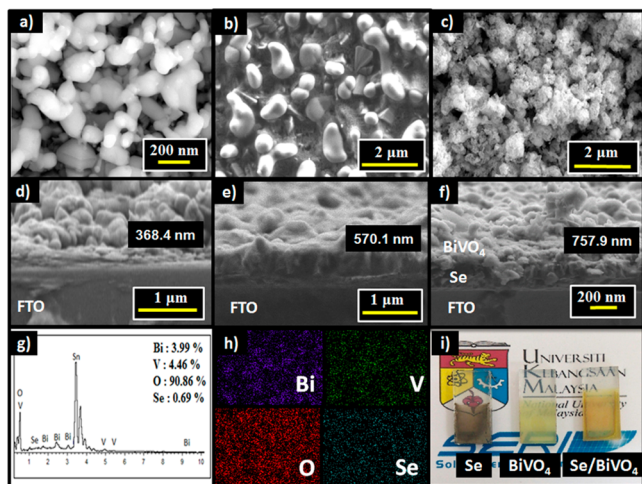 a)
200 nm
b)
2 µm
c)
2 µm
d)
368.4 nm
FTO
1 µm
e)
570.1 nm
1 µm
f)
757.9 nm
BiVO₄
Se
FTO
200 nm
g)
Bi : 3.99 %
V : 4.46 %
O : 90.86 %
Se : 0.69 %
Sn
O
V
Se Bi Bi Bi V V Bi
1 2 3 4 5 6 7 8 9 10
h)
Bi
V
O
Se
i)
UNIVERSITI
KEBANGSAAN
MALAYSIA
National University
Malaysia
Se
BiVO₄
Se/BiVO₄